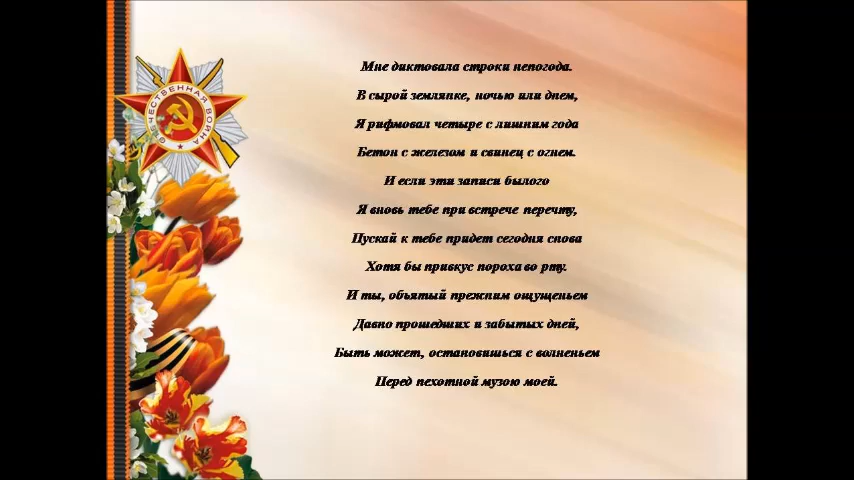 ОТЕЧЕСТВЕННАЯ ВОЙНА
Мне диктовала строки непогода.
В сырой землянке, ночью или днем,
Я рифмовал четыре с лишним года
Бетон с железом и свинец с огнем.
И если эти записи былого
Я вновь тебе при встрече перечту,
Пускай к тебе придет сегодня снова
Хотя бы привкус пороха во рту.
И ты, объятый прежним ощущеньем
Давно прошедших и забытых дней,
Быть может, остановишься с волненьем
Перед пехотной музою моей.